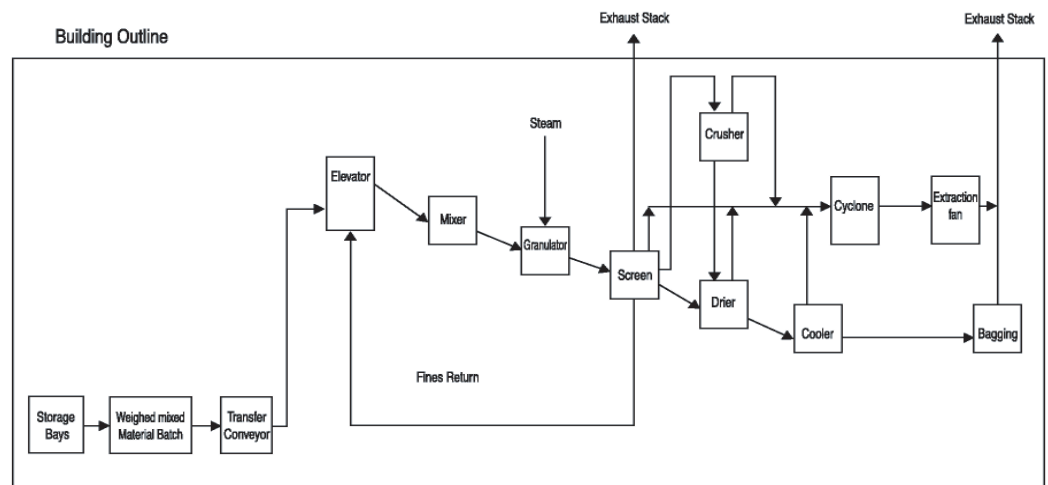 Exhaust Stack
Exhaust Stack
Building Outline
Steam
Crusher
Elevator
Mixer
Granulator
Cyclone
Extraction
fan
Screen
Drier
Cooler
Bagging
Fines Return
Storage
Bays
Weighed mixed
Material Batch
Transfer
Conveyor